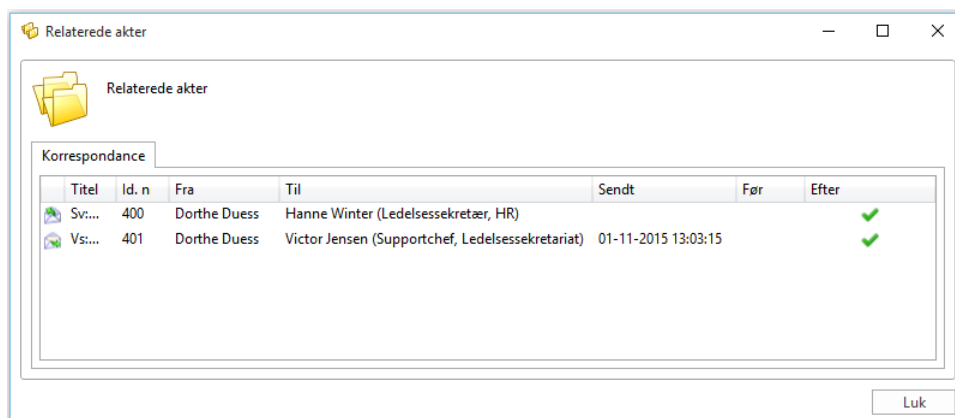 Relaterede akter
Relaterede akter
Korrespondance
Titel Id. n Fra Til Sendt Før Efter
Sv:... 400 Dorthe Duess Hanne Winter (Ledelsessekretær, HR)
Vs:... 401 Dorthe Duess Victor Jensen (Supportchef, Ledelsessekretariat) 01-11-2015 13:03:15
Luk